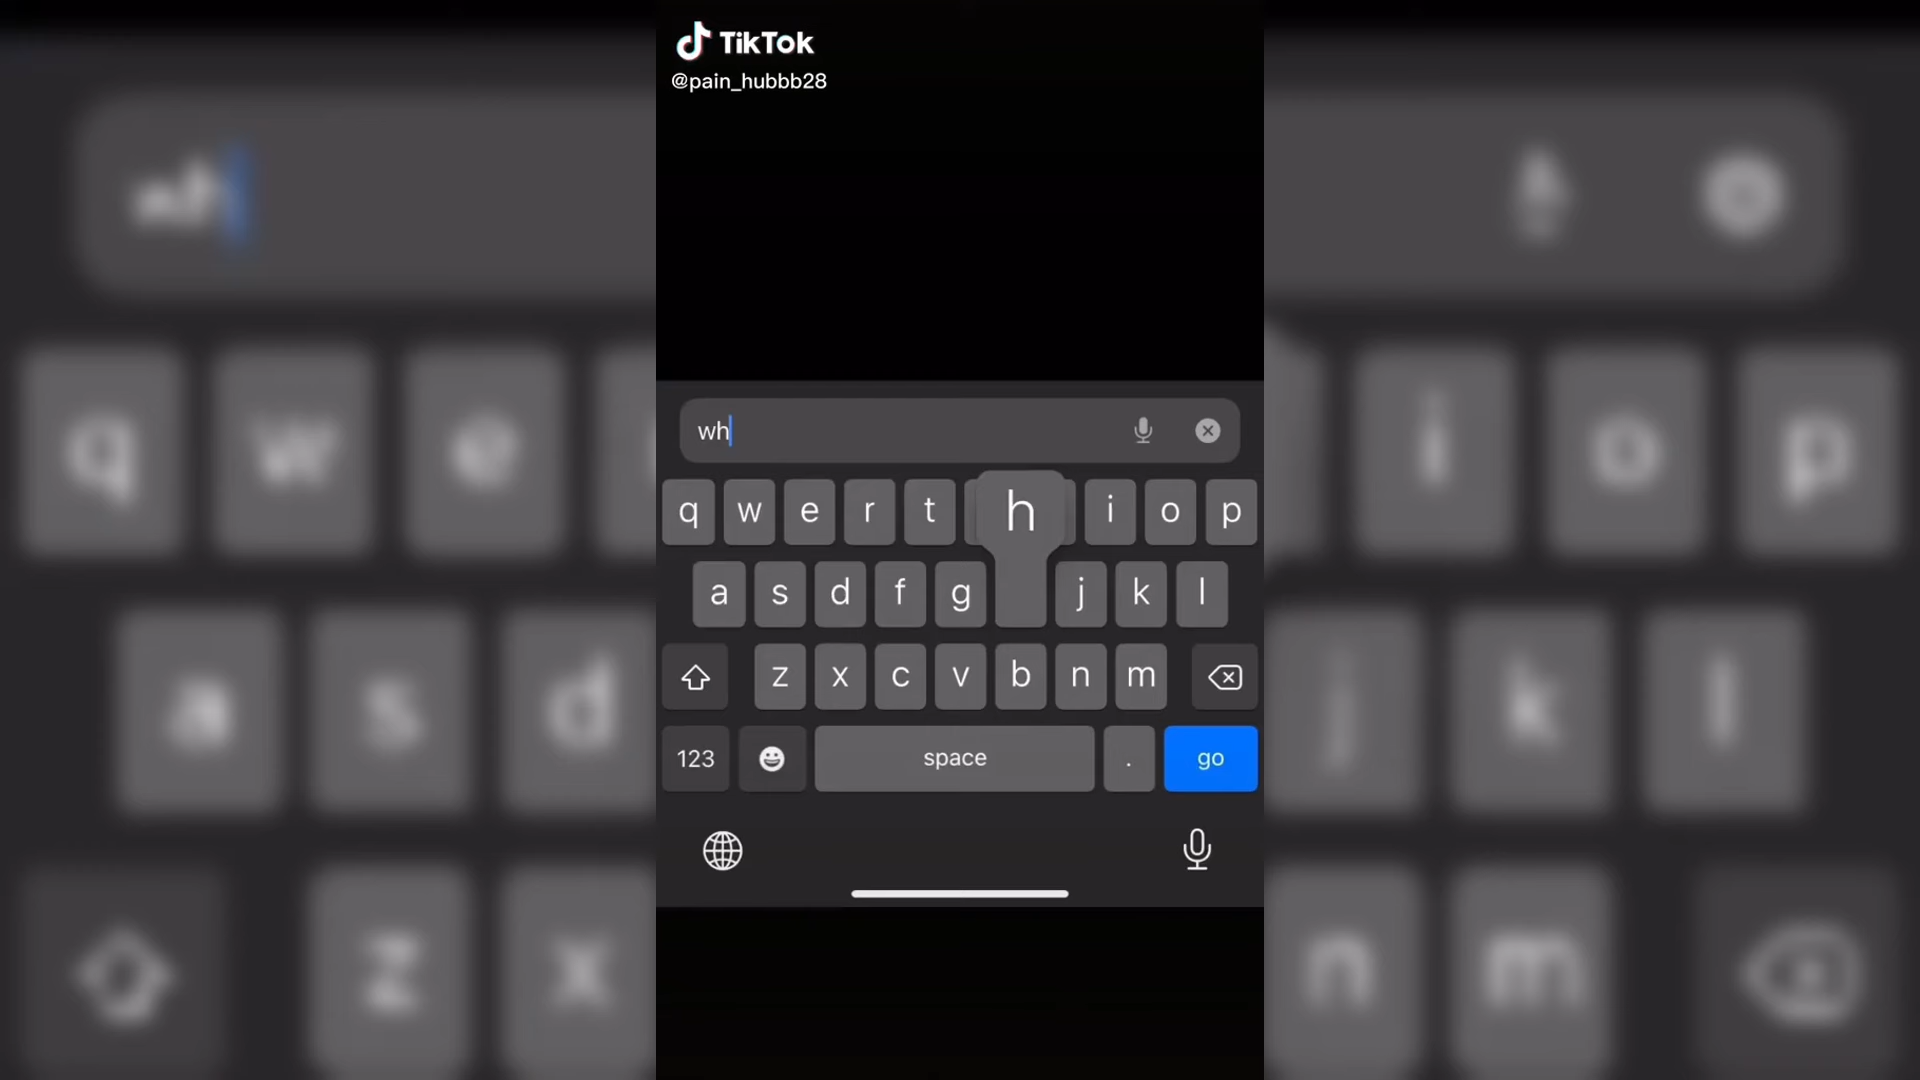 TikTok
@pain_hubbb28
wh
q w e r t h i o p
a s d f g j k l
z x c v b n m
123 space . go